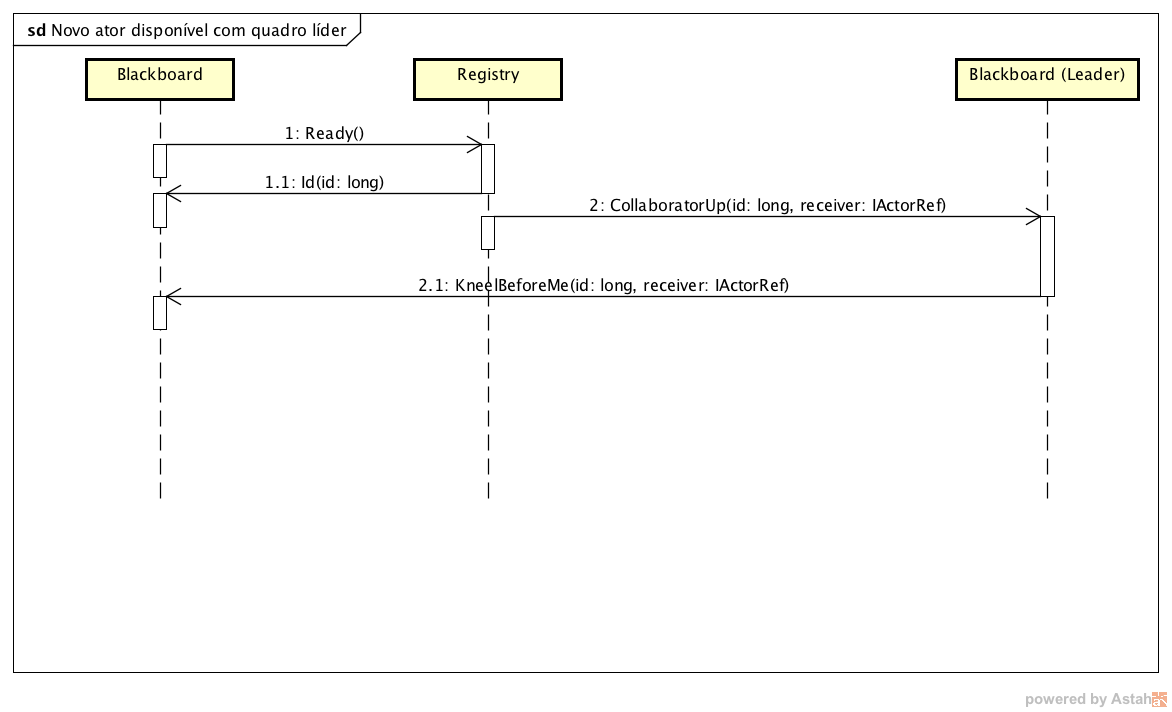 sd Novo ator disponível com quadro líder
Blackboard
Registry
Blackboard (Leader)
1: Ready()
1.1: Id(id: long)
2: CollaboratorUp(id: long, receiver: IActorRef)
2.1: KneelBeforeMe(id: long, receiver: IActorRef)
powered by Astah